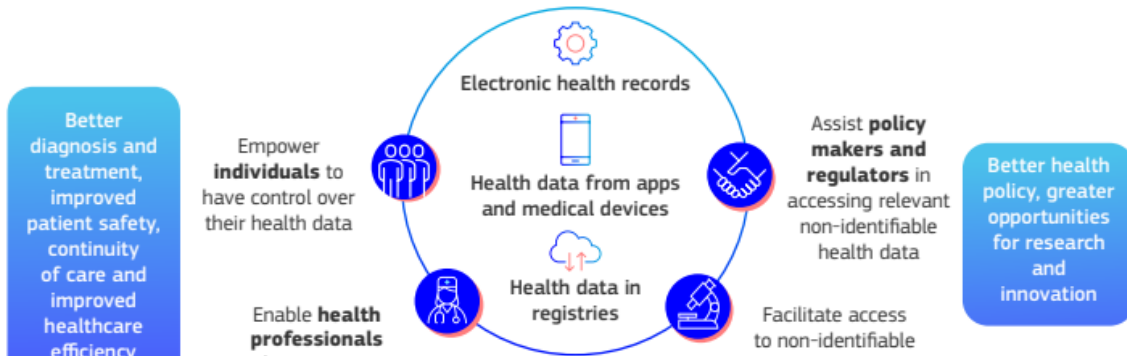 Electronic health records
Health data from apps
and medical devices
Health data in
registries
Better
diagnosis and
treatment,
improved
patient safety,
continuity
of care and
improved
healthcare
efficiency
Empower
individuals to
have control over
their health data
Enable health
professionals
Assist policy
makers and
regulators in
accessing relevant
non-identifiable
health data
Facilitate access
to non-identifiable
Better health
policy, greater
opportunities
for research
and
innovation